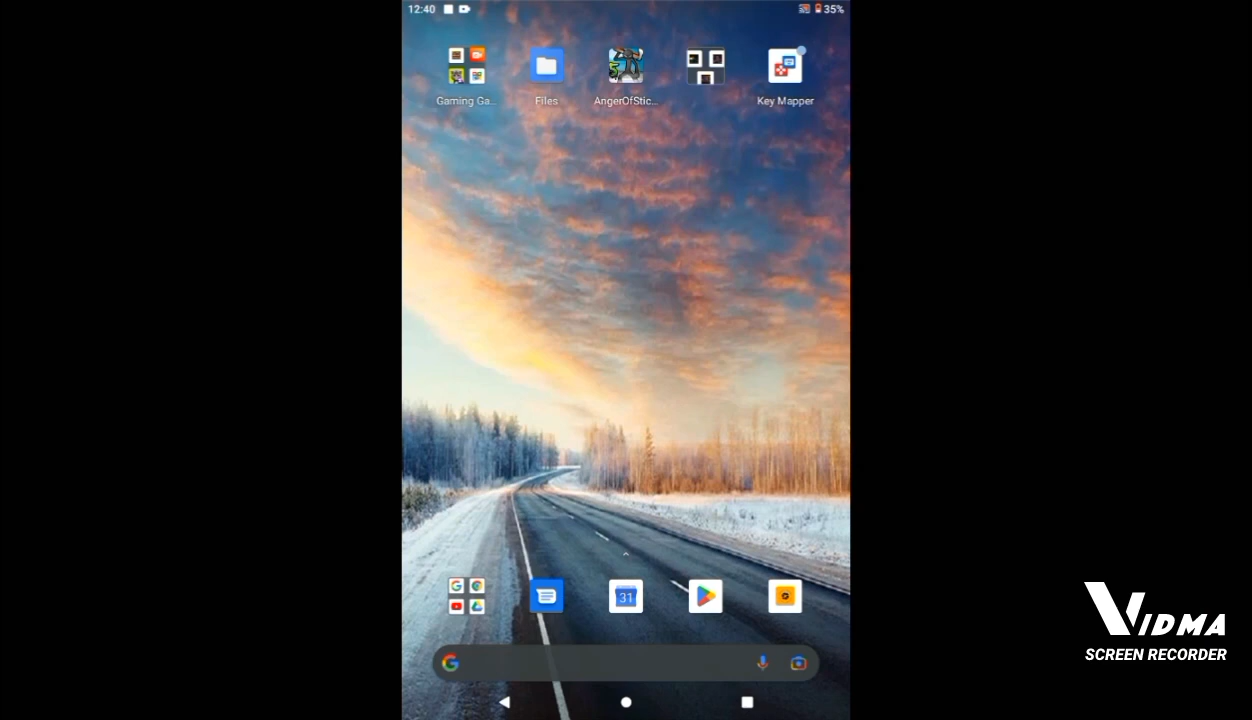 12:40 35%
Gaming Ga... Files AngerOfStic... Key Mapper
31
VIDMA
SCREEN RECORDER